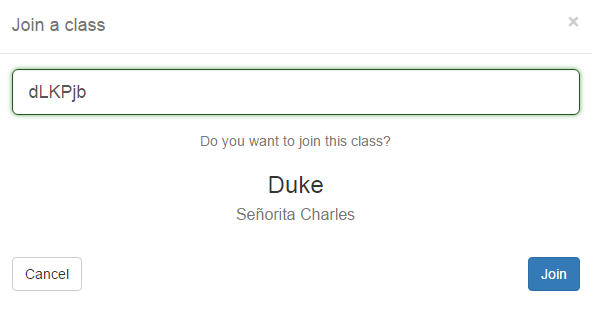 Join a class
×
dLKPjb
Do you want to join this class?
Duke
Señorita Charles
Cancel
Join